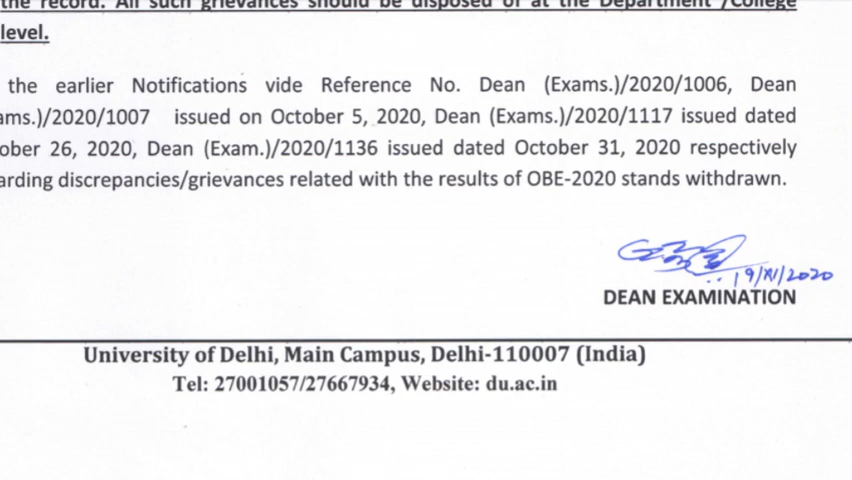 the record. All such grievances should be disposed of at the Department /College
level.
the earlier Notifications vide Reference No. Dean (Exams.)/2020/1006, Dean
ams.)/2020/1007 issued on October 5, 2020, Dean (Exams.)/2020/1117 issued dated
ober 26, 2020, Dean (Exam.)/2020/1136 issued dated October 31, 2020 respectively
arding discrepancies/grievances related with the results of OBE-2020 stands withdrawn.
19/XI/2020
DEAN EXAMINATION
University of Delhi, Main Campus, Delhi-110007 (India)
Tel: 27001057/27667934, Website: du.ac.in